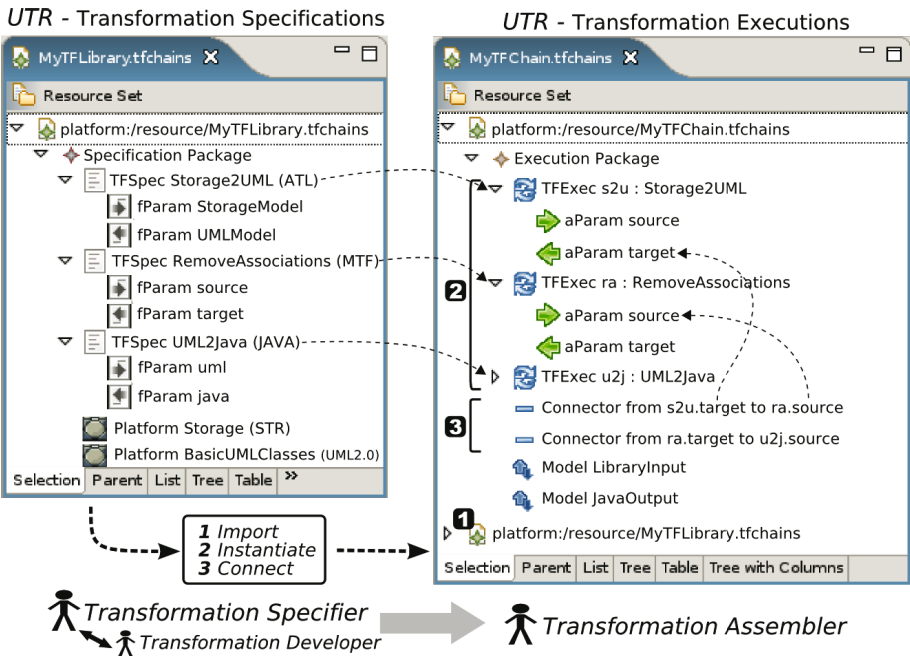 UTR - Transformation Specifications
MyTFLibrary.tfchains
Resource Set
platform:/resource/MyTFLibrary.tfchains
Specification Package
TFSpec Storage2UML (ATL)
fParam StorageModel
fParam UMLModel
TFSpec RemoveAssociations (MTF)
fParam source
fParam target
TFSpec UML2Java (JAVA)
fParam uml
fParam java
Platform Storage (STR)
Platform BasicUMLClasses (UML2.0)
Selection Parent List Tree Table »
UTR - Transformation Executions
MyTFChain.tfchains
Resource Set
platform:/resource/MyTFChain.tfchains
Execution Package
TFExec s2u : Storage2UML
aParam source
aParam target
TFExec ra : RemoveAssociations
2
aParam source
aParam target
TFExec u2j : UML2Java
Connector from s2u.target to ra.source
3
Connector from ra.target to u2j.source
Model LibraryInput
Model JavaOutput
1
platform:/resource/MyTFLibrary.tfchains
Selection Parent List Tree Table Tree with Columns
1 Import
2 Instantiate
3 Connect
Transformation Specifier
Transformation Developer
Transformation Assembler